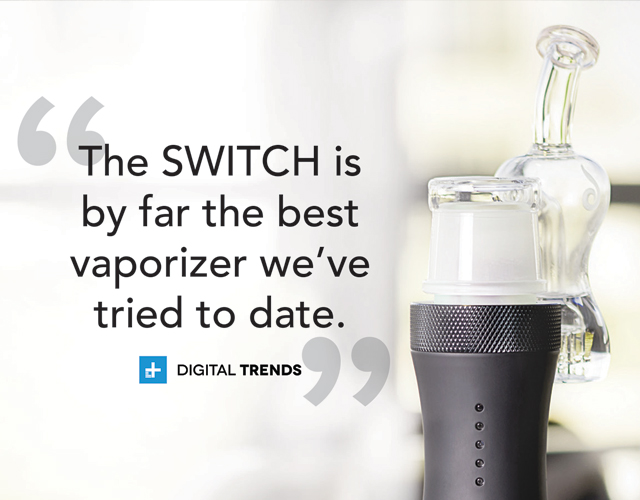 “The SWITCH is
by far the best
vaporizer we’ve
tried to date.”
DIGITAL TRENDS